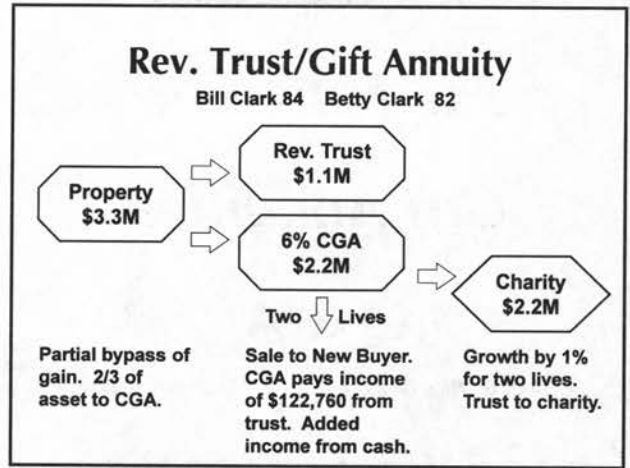 Rev. Trust/Gift Annuity
Bill Clark 84 Betty Clark 82
Property
$3.3M
Rev. Trust
$1.1M
6% CGA
$2.2M
Charity
$2.2M
Two Lives
Partial bypass of
gain. 2/3 of
asset to CGA.
Sale to New Buyer.
CGA pays income
of $122,760 from
trust. Added
income from cash.
Growth by 1%
for two lives.
Trust to charity.